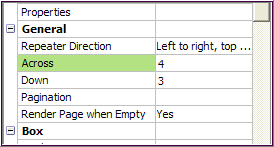 Properties
General
Repeater Direction Left to right, top ...
Across 4
Down 3
Pagination
Render Page when Empty Yes
Box